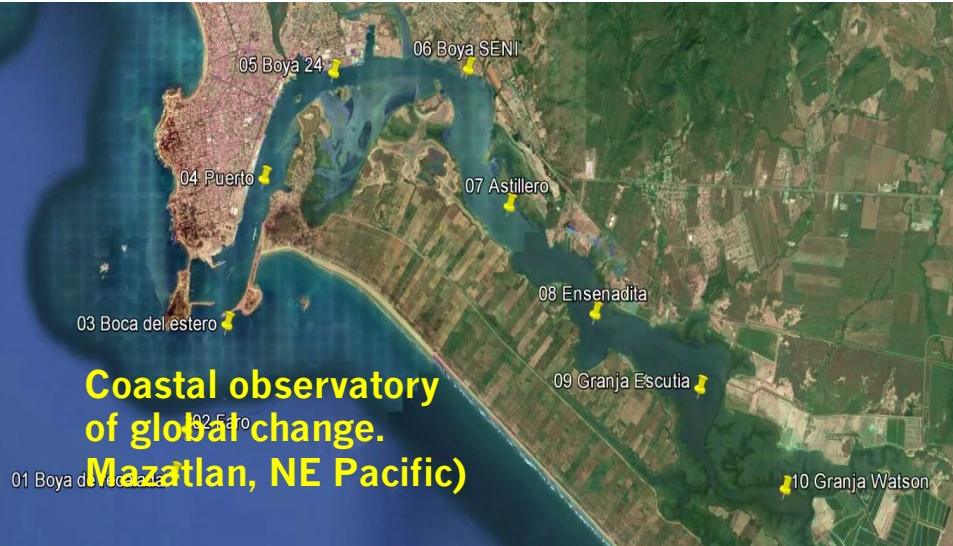 06 Boya SENI
05 Boya 24
04 Puerto
07 Astillero
08 Ensenadita
03 Boca del estero
09 Granja Escutia
Coastal observatory
02 Faro
of global change.
01 Boya de recalada
Mazatlan, NE Pacific)
10 Granja Watson